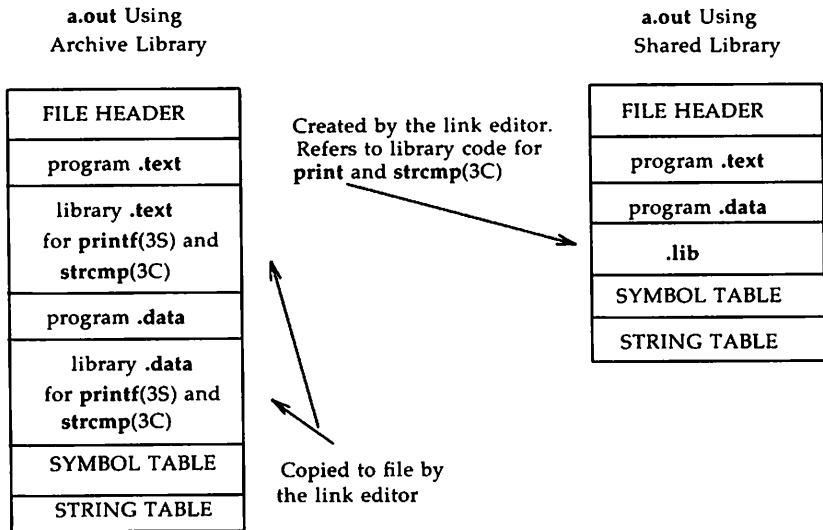 a.out Using
Archive Library
FILE HEADER
program .text
library .text
for printf(3S) and
strcmp(3C)
program .data
library .data
for printf(3S) and
strcmp(3C)
SYMBOL TABLE
STRING TABLE
Created by the link editor.
Refers to library code for
print and strcmp(3C)
Copied to file by
the link editor
a.out Using
Shared Library
FILE HEADER
program .text
program .data
.lib
SYMBOL TABLE
STRING TABLE